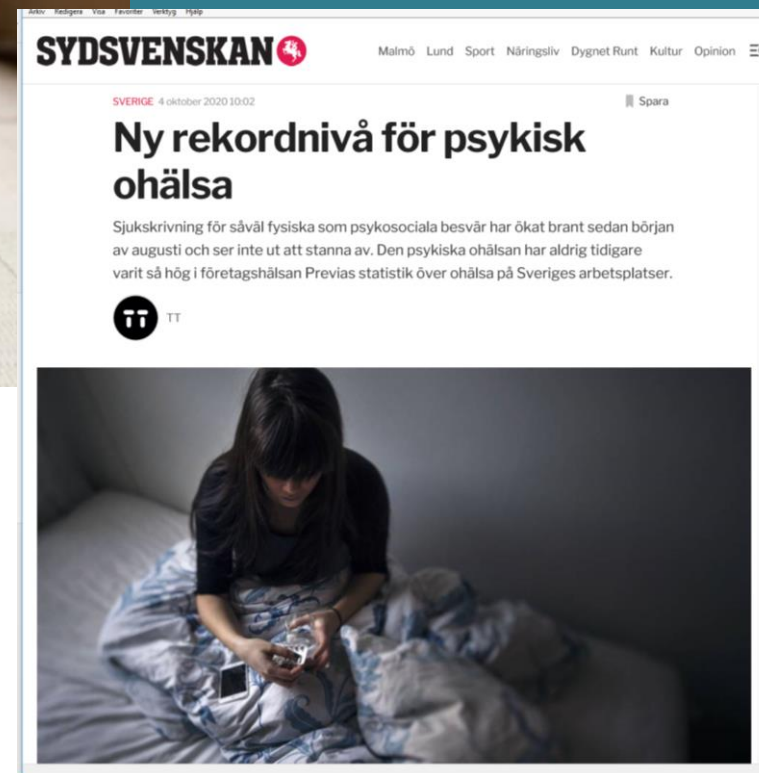 Arkiv Redigera Visa Favoriter Verktyg Hjälp
SYDSVENSKAN
Malmö Lund Sport Näringsliv Dygnet Runt Kultur Opinion
SVERIGE 4 oktober 2020 10:02
Spara
Ny rekordnivå för psykisk
ohälsa
Sjukskrivning för såväl fysiska som psykosociala besvär har ökat brant sedan början
av augusti och ser inte ut att stanna av. Den psykiska ohälsan har aldrig tidigare
varit så hög i företagshälsan Previas statistik över ohälsa på Sveriges arbetsplatser.
TT TT